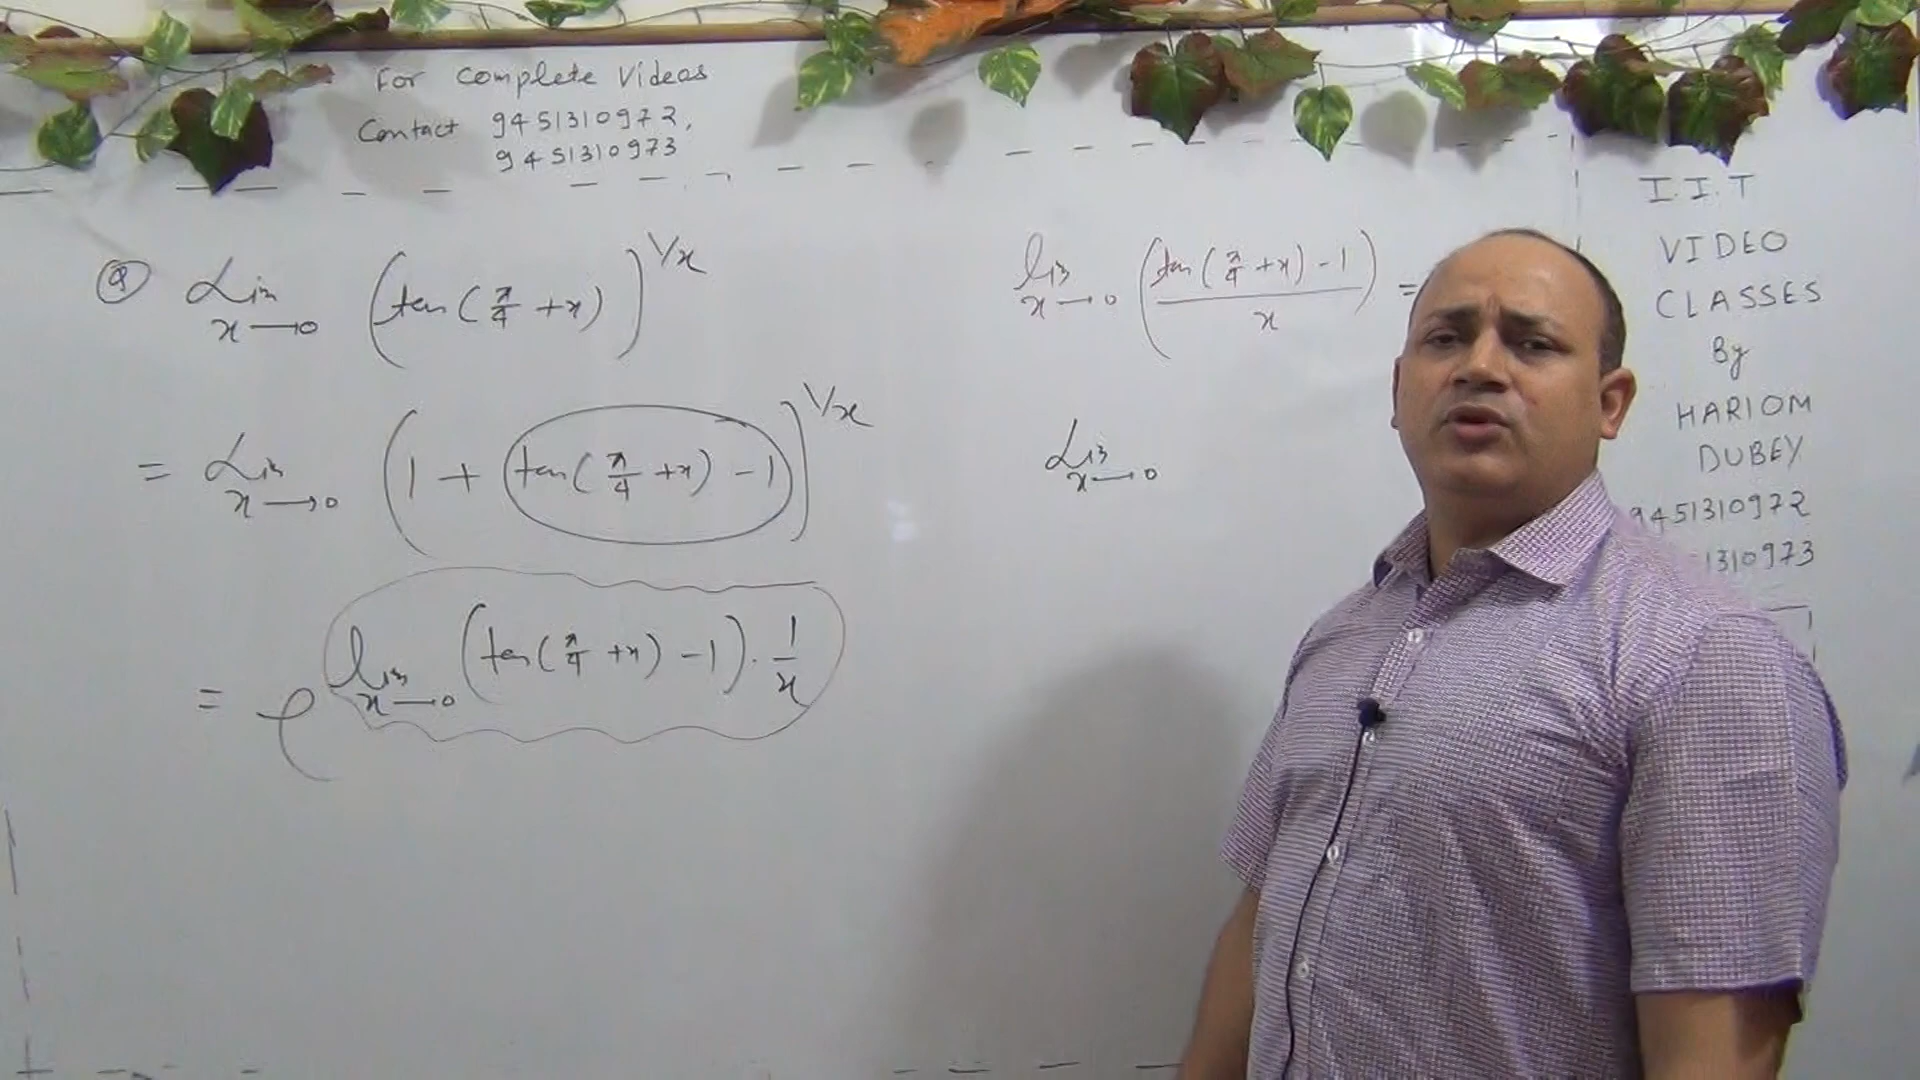 For Complete Videos
Contact 9451310972,
9451310973
Q Lim x→0 (tan(π/4 + x))^1/x
= Lim x→0 (1 + tan(π/4 + x) - 1)^1/x
= e^lim x→0 (tan(π/4 + x) - 1) · 1/x
lim x→0 (tan(π/4 + x) - 1 / x) =
Lim x→0
I.I.T
VIDEO
CLASSES
By
HARIOM
DUBEY
9451310972
1310973